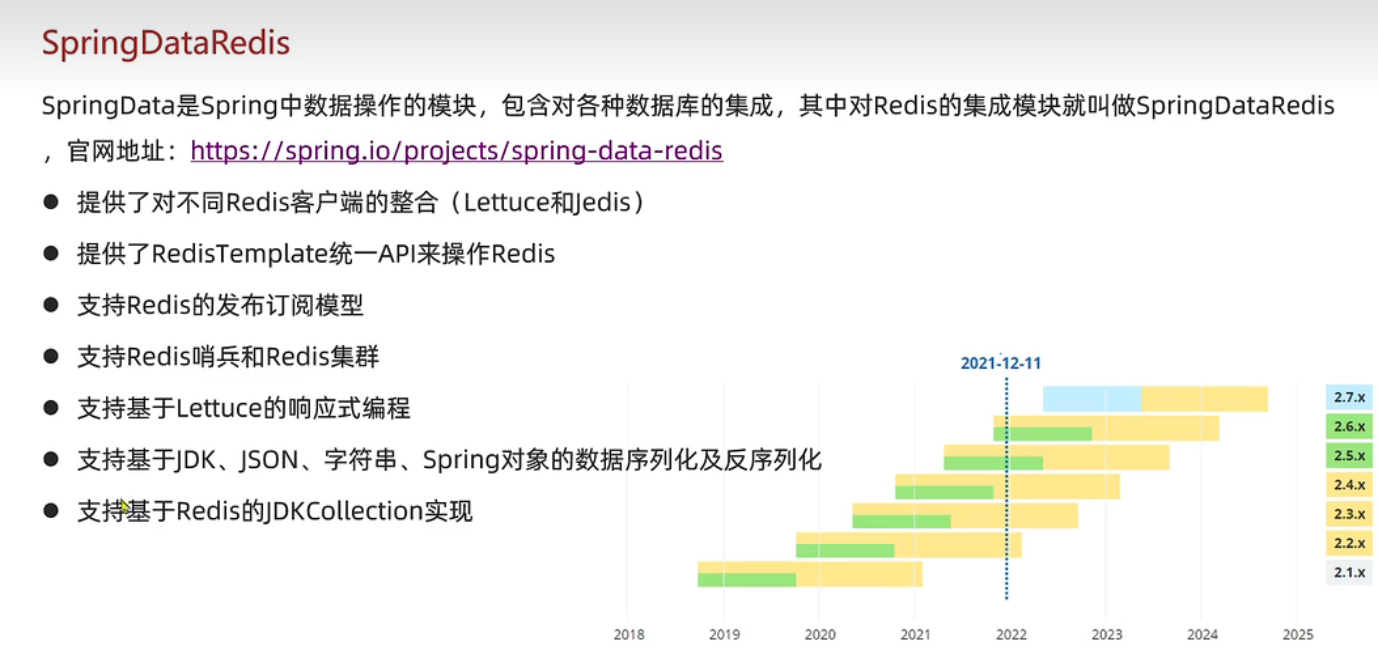 SpringDataRedis
SpringData是Spring中数据操作的模块，包含对各种数据库的集成，其中对Redis的集成模块就叫做SpringDataRedis
，官网地址：https://spring.io/projects/spring-data-redis
● 提供了对不同Redis客户端的整合（Lettuce和Jedis）
● 提供了RedisTemplate统一API来操作Redis
● 支持Redis的发布订阅模型
● 支持Redis哨兵和Redis集群
● 支持基于Lettuce的响应式编程
● 支持基于JDK、JSON、字符串、Spring对象的数据序列化及反序列化
● 支持基于Redis的JDKCollection实现
2021-12-11
2.7.x
2.6.x
2.5.x
2.4.x
2.3.x
2.2.x
2.1.x
2018 2019 2020 2021 2022 2023 2024 2025